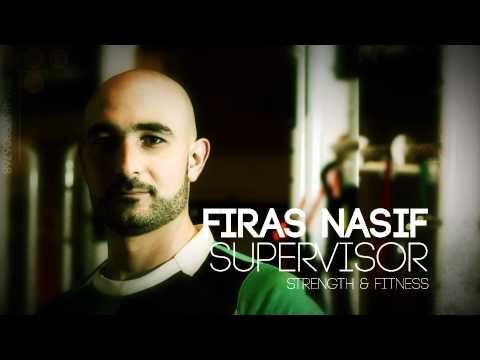 FIRAS NASIF
SUPERVISOR
STRENGTH & FITNESS